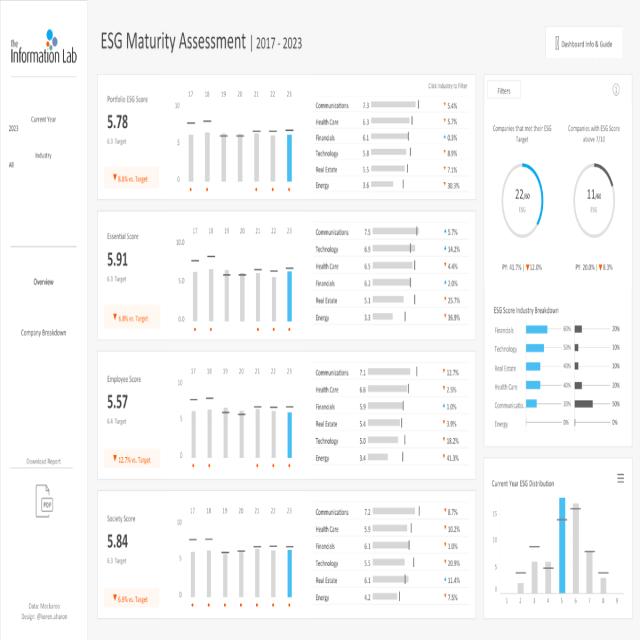 the
Information Lab
Current Year
2023
Industry
All
Overview
Company Breakdown
Download Report
PDF
Data: Mockaroo
Design: @keren.aharon
ESG Maturity Assessment | 2017 - 2023
Dashboard Info & Guide
Click Industry to Filter
Portfolio ESG Score
5.78
6.3 Target
▼ 8.8% vs. Target
17 18 19 20 21 22 23
10
5
0
Communications 7.3 ▼ 5.4%
Health Care 6.3 ▼ 5.7%
Financials 6.1 ▼ 0.3%
Technology 5.8 ▼ 8.9%
Real Estate 5.5 ▼ 7.1%
Energy 3.6 ▼ 30.3%
Essential Score
5.91
6.3 Target
▼ 6.8% vs. Target
17 18 19 20 21 22 23
10.0
5.0
0.0
Communications 7.5 ▲ 5.7%
Technology 6.5 ▲ 14.2%
Health Care 6.5 ▼ 4.4%
Financials 6.2 ▲ 2.0%
Real Estate 5.1 ▼ 25.7%
Energy 3.3 ▼ 36.9%
Employee Score
5.57
6.4 Target
▼ 12.7% vs. Target
17 18 19 20 21 22 23
10
5
0
Communications 7.1 ▼ 12.7%
Health Care 6.6 ▼ 2.5%
Financials 5.9 ▲ 1.0%
Real Estate 5.4 ▼ 3.9%
Technology 5.0 ▼ 18.2%
Energy 3.4 ▼ 41.3%
Society Score
5.84
6.3 Target
▼ 6.9% vs. Target
17 18 19 20 21 22 23
10
5
0
Communications 7.2 ▼ 8.7%
Health Care 5.9 ▼ 10.2%
Financials 6.1 ▼ 1.0%
Technology 5.5 ▼ 20.9%
Real Estate 6.1 ▲ 11.4%
Energy 4.2 ▼ 7.5%
Filters
Companies that met their ESG
Target
22/60
ESG
PY: 41.7% | ▼ 12.0%
Companies with ESG Score
above 7/10
11/60
ESG
PY: 20.0% | ▼ 8.3%
ESG Score Industry Breakdown
Financials 60% 20%
Technology 50% 10%
Real Estate 40% 10%
Health Care 40% 20%
Communicatio.. 30% 50%
Energy 0% 0%
Current Year ESG Distribution
15
10
5
0
1 2 3 4 5 6 7 8 9